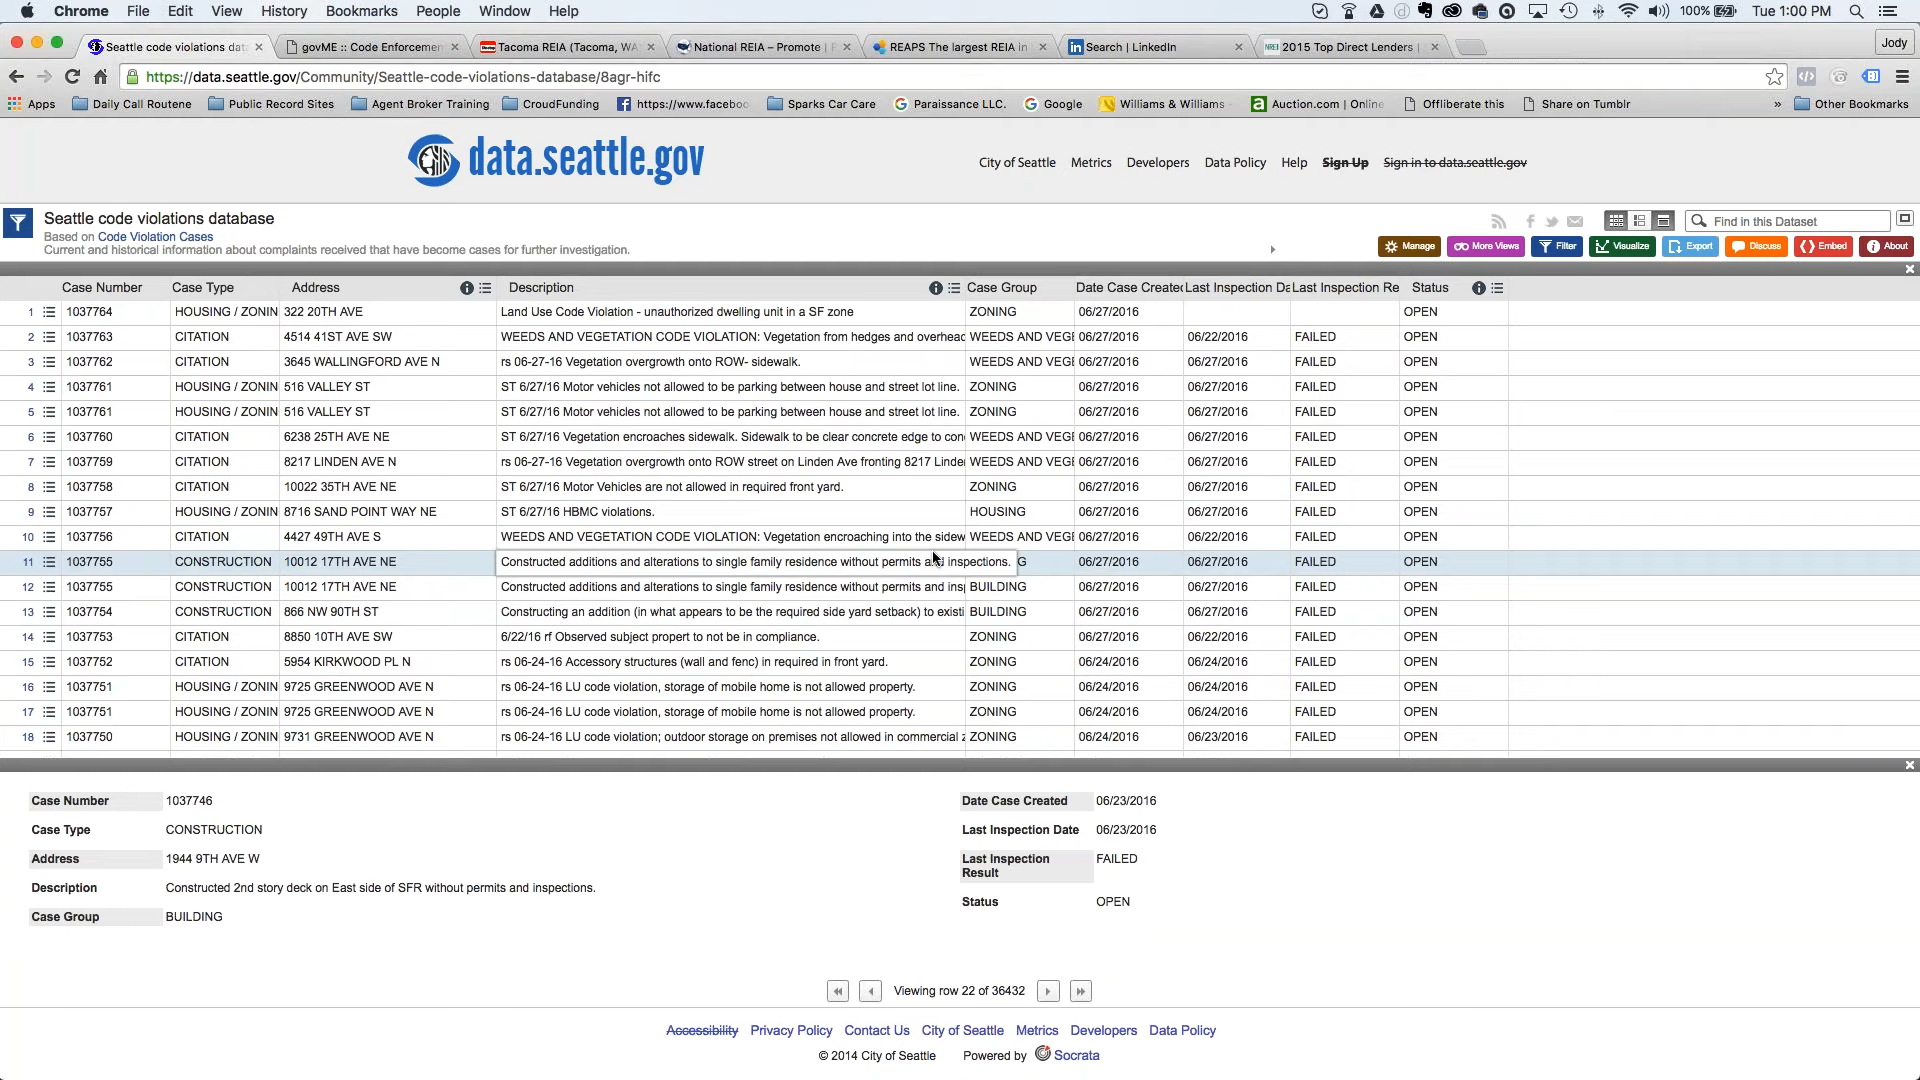 Chrome File Edit View History Bookmarks People Window Help 100% Tue 1:00 PM
Seattle code violations dat govME :: Code Enforcemen Tacoma REIA (Tacoma, WA National REIA – Promote | REAPS The largest REIA in Search | LinkedIn 2015 Top Direct Lenders | Jody
https://data.seattle.gov/Community/Seattle-code-violations-database/8agr-hifc
Apps Daily Call Routene Public Record Sites Agent Broker Training CroudFunding https://www.faceboo Sparks Car Care Paraissance LLC. Google Williams & Williams Auction.com | Online Offliberate this Share on Tumblr » Other Bookmarks
data.seattle.gov
City of Seattle Metrics Developers Data Policy Help Sign Up Sign in to data.seattle.gov
Seattle code violations database
Based on Code Violation Cases
Current and historical information about complaints received that have become cases for further investigation.
Find in this Dataset
Manage More Views Filter Visualize Export Discuss Embed About
Case Number Case Type Address Description Case Group Date Case Created Last Inspection Da Last Inspection Re Status
1 1037764 HOUSING / ZONIN 322 20TH AVE Land Use Code Violation - unauthorized dwelling unit in a SF zone ZONING 06/27/2016 OPEN
2 1037763 CITATION 4514 41ST AVE SW WEEDS AND VEGETATION CODE VIOLATION: Vegetation from hedges and overhead WEEDS AND VEGE 06/27/2016 06/22/2016 FAILED OPEN
3 1037762 CITATION 3645 WALLINGFORD AVE N rs 06-27-16 Vegetation overgrowth onto ROW- sidewalk. WEEDS AND VEGE 06/27/2016 06/27/2016 FAILED OPEN
4 1037761 HOUSING / ZONIN 516 VALLEY ST ST 6/27/16 Motor vehicles not allowed to be parking between house and street lot line. ZONING 06/27/2016 06/27/2016 FAILED OPEN
5 1037761 HOUSING / ZONIN 516 VALLEY ST ST 6/27/16 Motor vehicles not allowed to be parking between house and street lot line. ZONING 06/27/2016 06/27/2016 FAILED OPEN
6 1037760 CITATION 6238 25TH AVE NE ST 6/27/16 Vegetation encroaches sidewalk. Sidewalk to be clear concrete edge to con WEEDS AND VEGE 06/27/2016 06/27/2016 FAILED OPEN
7 1037759 CITATION 8217 LINDEN AVE N rs 06-27-16 Vegetation overgrowth onto ROW street on Linden Ave fronting 8217 Linde WEEDS AND VEGE 06/27/2016 06/27/2016 FAILED OPEN
8 1037758 CITATION 10022 35TH AVE NE ST 6/27/16 Motor Vehicles are not allowed in required front yard. ZONING 06/27/2016 06/27/2016 FAILED OPEN
9 1037757 HOUSING / ZONIN 8716 SAND POINT WAY NE ST 6/27/16 HBMC violations. HOUSING 06/27/2016 06/27/2016 FAILED OPEN
10 1037756 CITATION 4427 49TH AVE S WEEDS AND VEGETATION CODE VIOLATION: Vegetation encroaching into the sidew WEEDS AND VEGE 06/27/2016 06/22/2016 FAILED OPEN
11 1037755 CONSTRUCTION 10012 17TH AVE NE Constructed additions and alterations to single family residence without permits and inspections. G 06/27/2016 06/27/2016 FAILED OPEN
12 1037755 CONSTRUCTION 10012 17TH AVE NE Constructed additions and alterations to single family residence without permits and insp BUILDING 06/27/2016 06/27/2016 FAILED OPEN
13 1037754 CONSTRUCTION 866 NW 90TH ST Constructing an addition (in what appears to be the required side yard setback) to existi BUILDING 06/27/2016 06/27/2016 FAILED OPEN
14 1037753 CITATION 8850 10TH AVE SW 6/22/16 rf Observed subject propert to not be in compliance. ZONING 06/27/2016 06/22/2016 FAILED OPEN
15 1037752 CITATION 5954 KIRKWOOD PL N rs 06-24-16 Accessory structures (wall and fenc) in required in front yard. ZONING 06/24/2016 06/24/2016 FAILED OPEN
16 1037751 HOUSING / ZONIN 9725 GREENWOOD AVE N rs 06-24-16 LU code violation, storage of mobile home is not allowed property. ZONING 06/24/2016 06/24/2016 FAILED OPEN
17 1037751 HOUSING / ZONIN 9725 GREENWOOD AVE N rs 06-24-16 LU code violation, storage of mobile home is not allowed property. ZONING 06/24/2016 06/24/2016 FAILED OPEN
18 1037750 HOUSING / ZONIN 9731 GREENWOOD AVE N rs 06-24-16 LU code violation; outdoor storage on premises not allowed in commercial z ZONING 06/24/2016 06/23/2016 FAILED OPEN
Case Number 1037746 Date Case Created 06/23/2016
Case Type CONSTRUCTION Last Inspection Date 06/23/2016
Address 1944 9TH AVE W Last Inspection Result FAILED
Description Constructed 2nd story deck on East side of SFR without permits and inspections. Status OPEN
Case Group BUILDING
Viewing row 22 of 36432
Accessibility Privacy Policy Contact Us City of Seattle Metrics Developers Data Policy
© 2014 City of Seattle Powered by Socrata